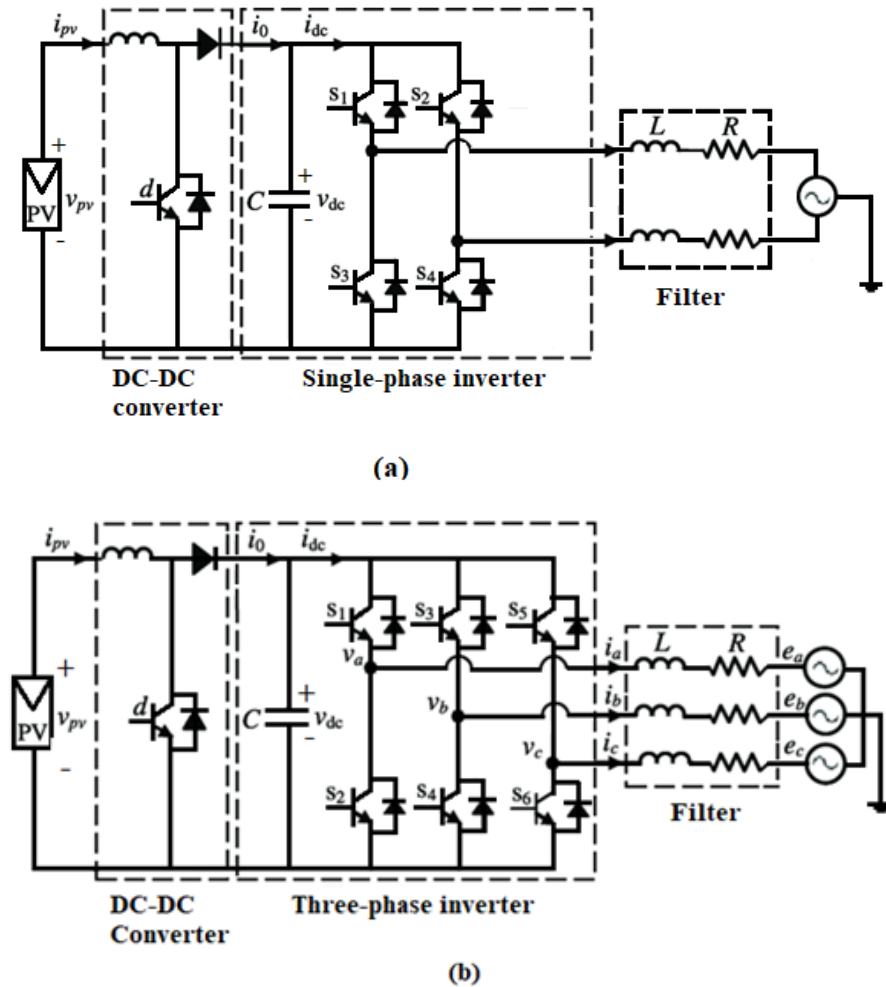 i_pv i_0 i_dc
s_1 s_2
L R
+ +
d
PV v_pv C v_dc
- -
s_3 s_4
Filter
DC-DC converter
Single-phase inverter
(a)
i_pv i_0 i_dc
s_1 s_3 s_5
v_a i_a L R e_a
+ +
d
PV v_pv C v_dc
- -
v_b i_b e_b
v_c i_c e_c
s_2 s_4 s_6
Filter
DC-DC Converter
Three-phase inverter
(b)